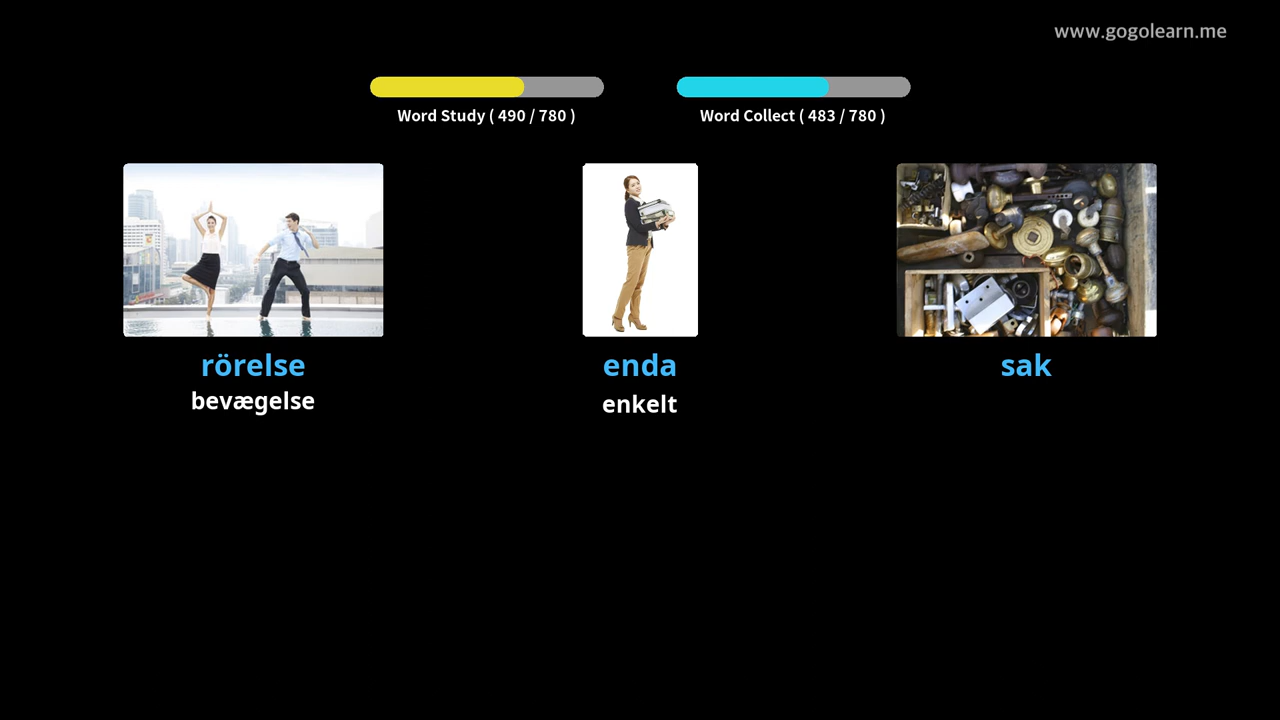 www.gogolearn.me
Word Study ( 490 / 780 )
Word Collect ( 483 / 780 )
rörelse
bevægelse
enda
enkelt
sak